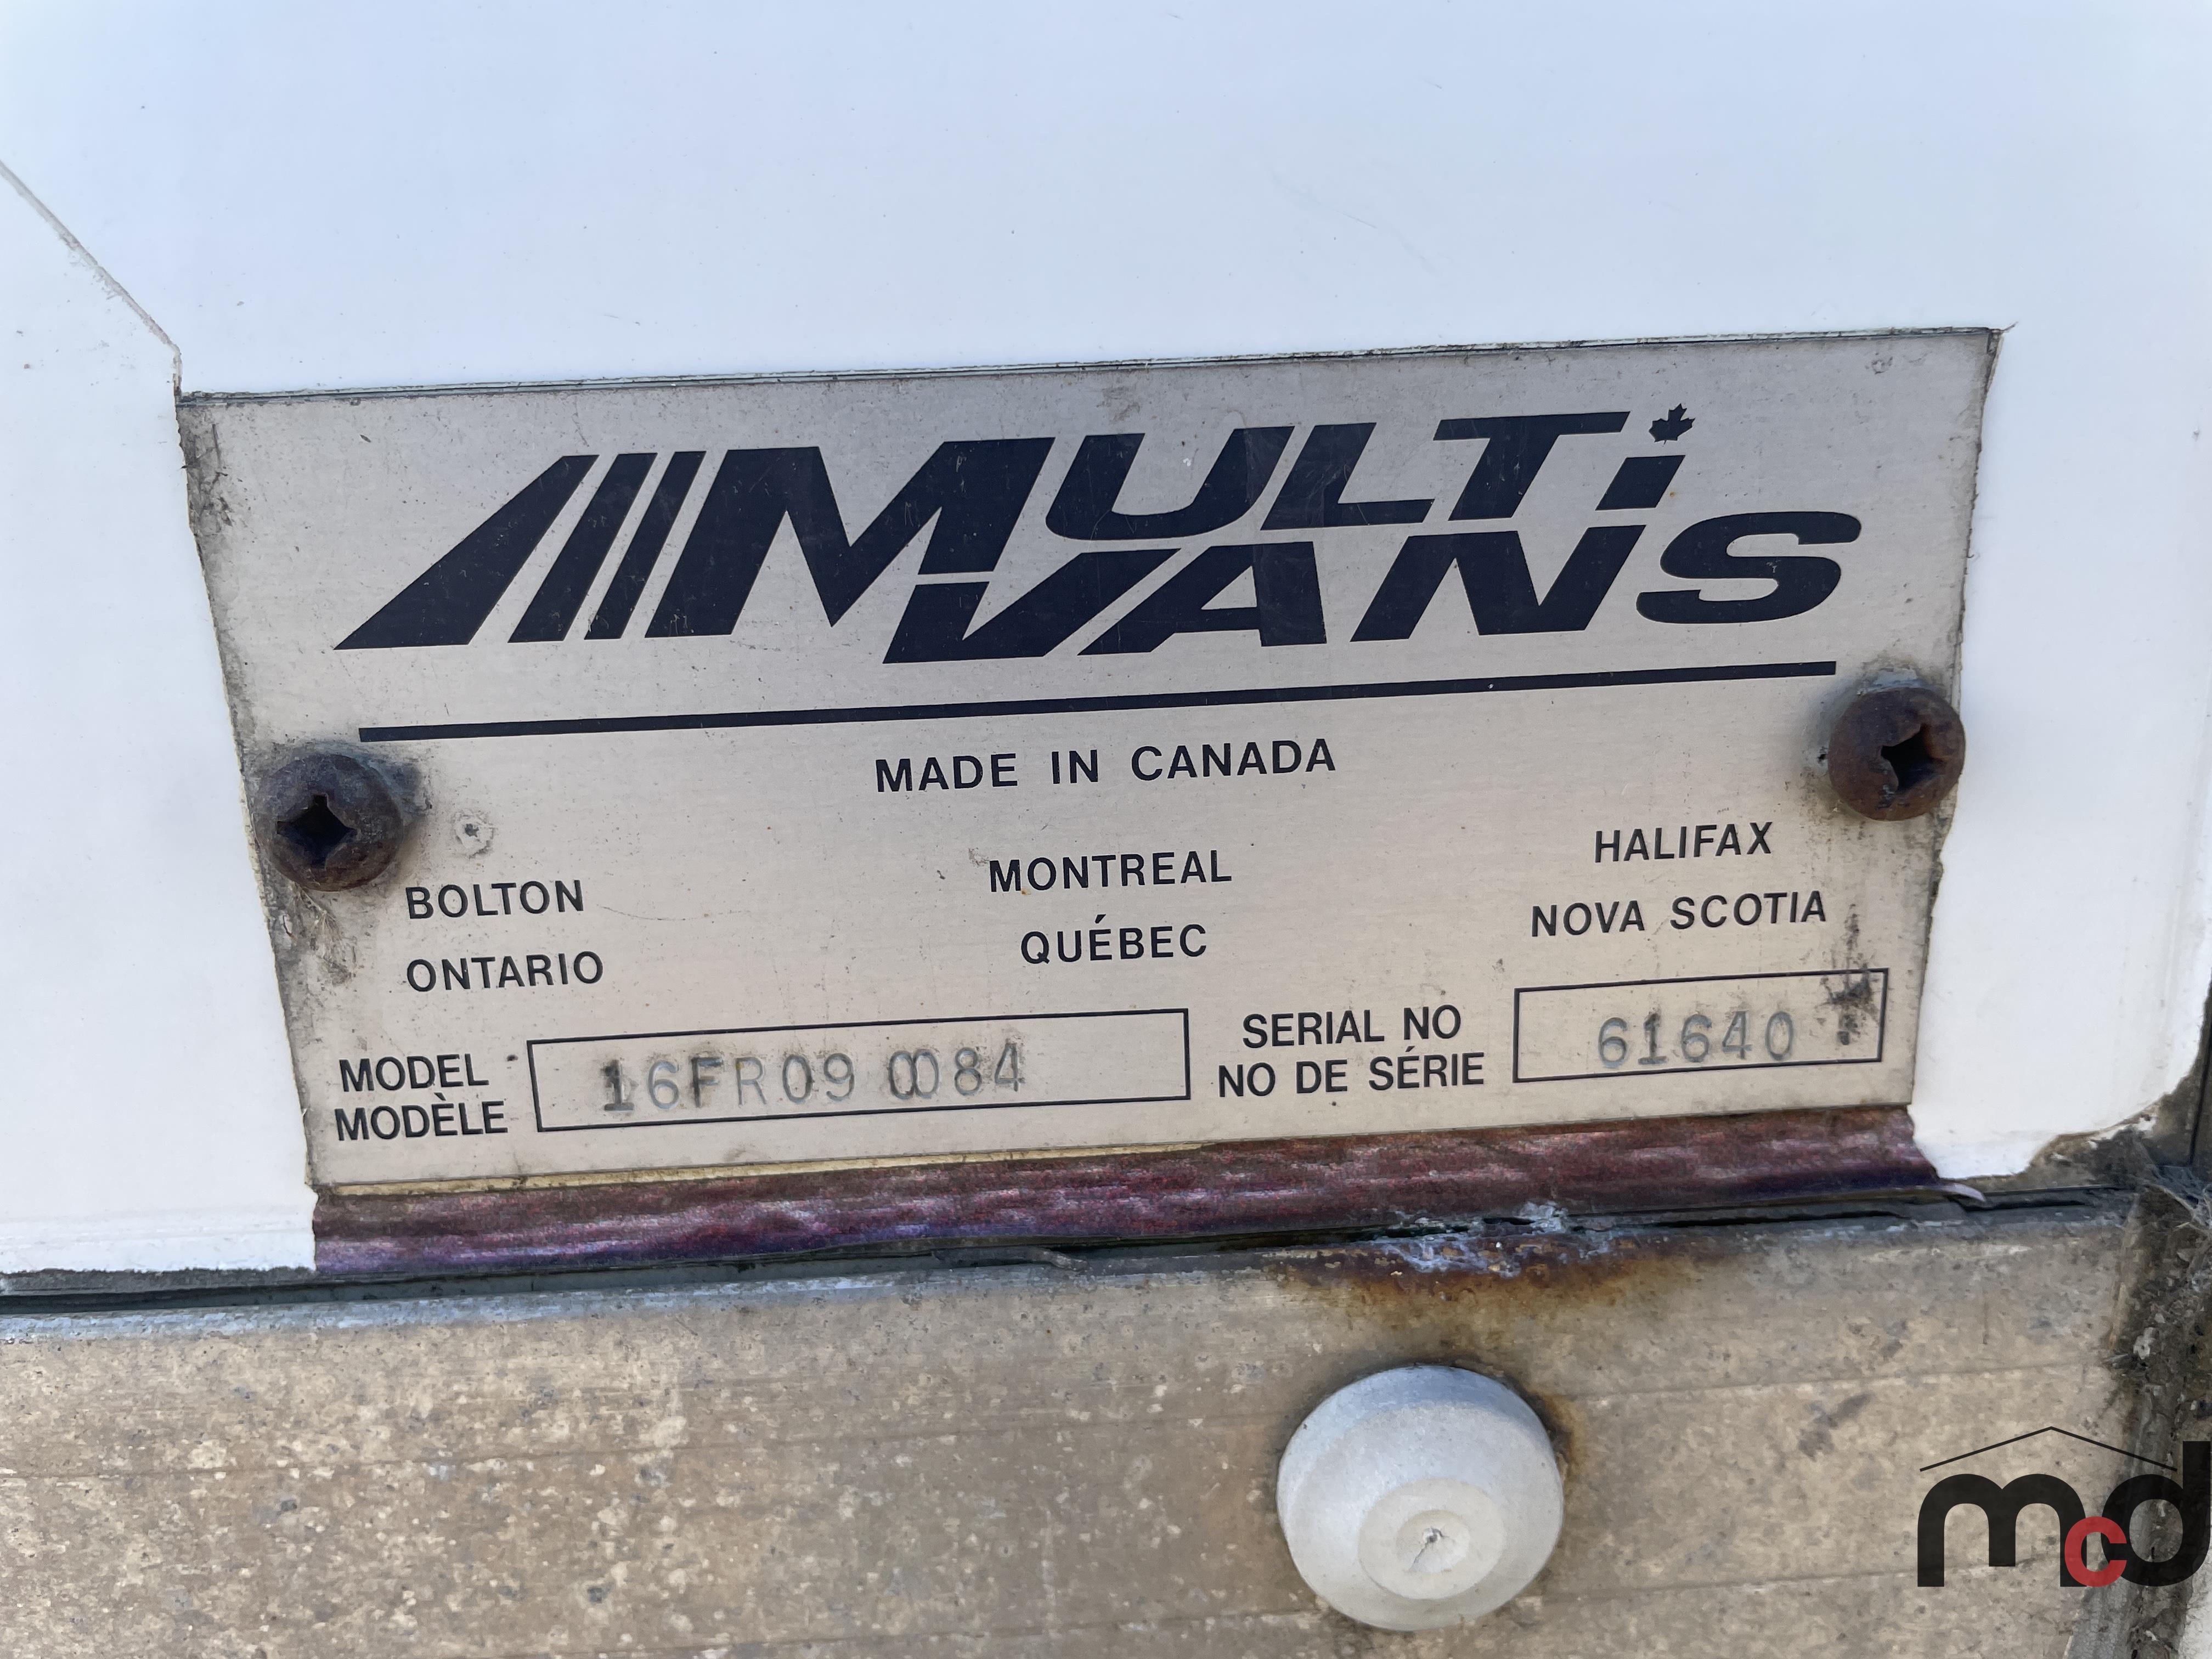 MULTi
VANS
MADE IN CANADA
BOLTON
ONTARIO
MONTREAL
QUÉBEC
HALIFAX
NOVA SCOTIA
MODEL
MODÈLE
16FR09 0084
SERIAL NO
NO DE SÉRIE
61640
mcd